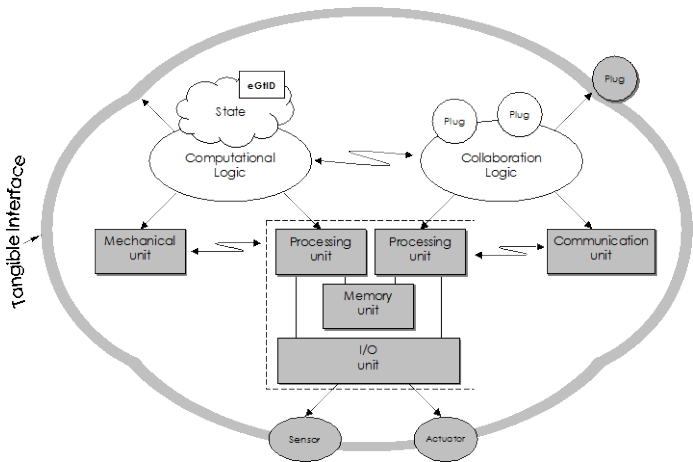 eGtID
State
Plug
Plug
Plug
Computational
Logic
Collaboration
Logic
Tangible Interface
Mechanical
unit
Processing
unit
Processing
unit
Communication
unit
Memory
unit
I/O
unit
Sensor
Actuator